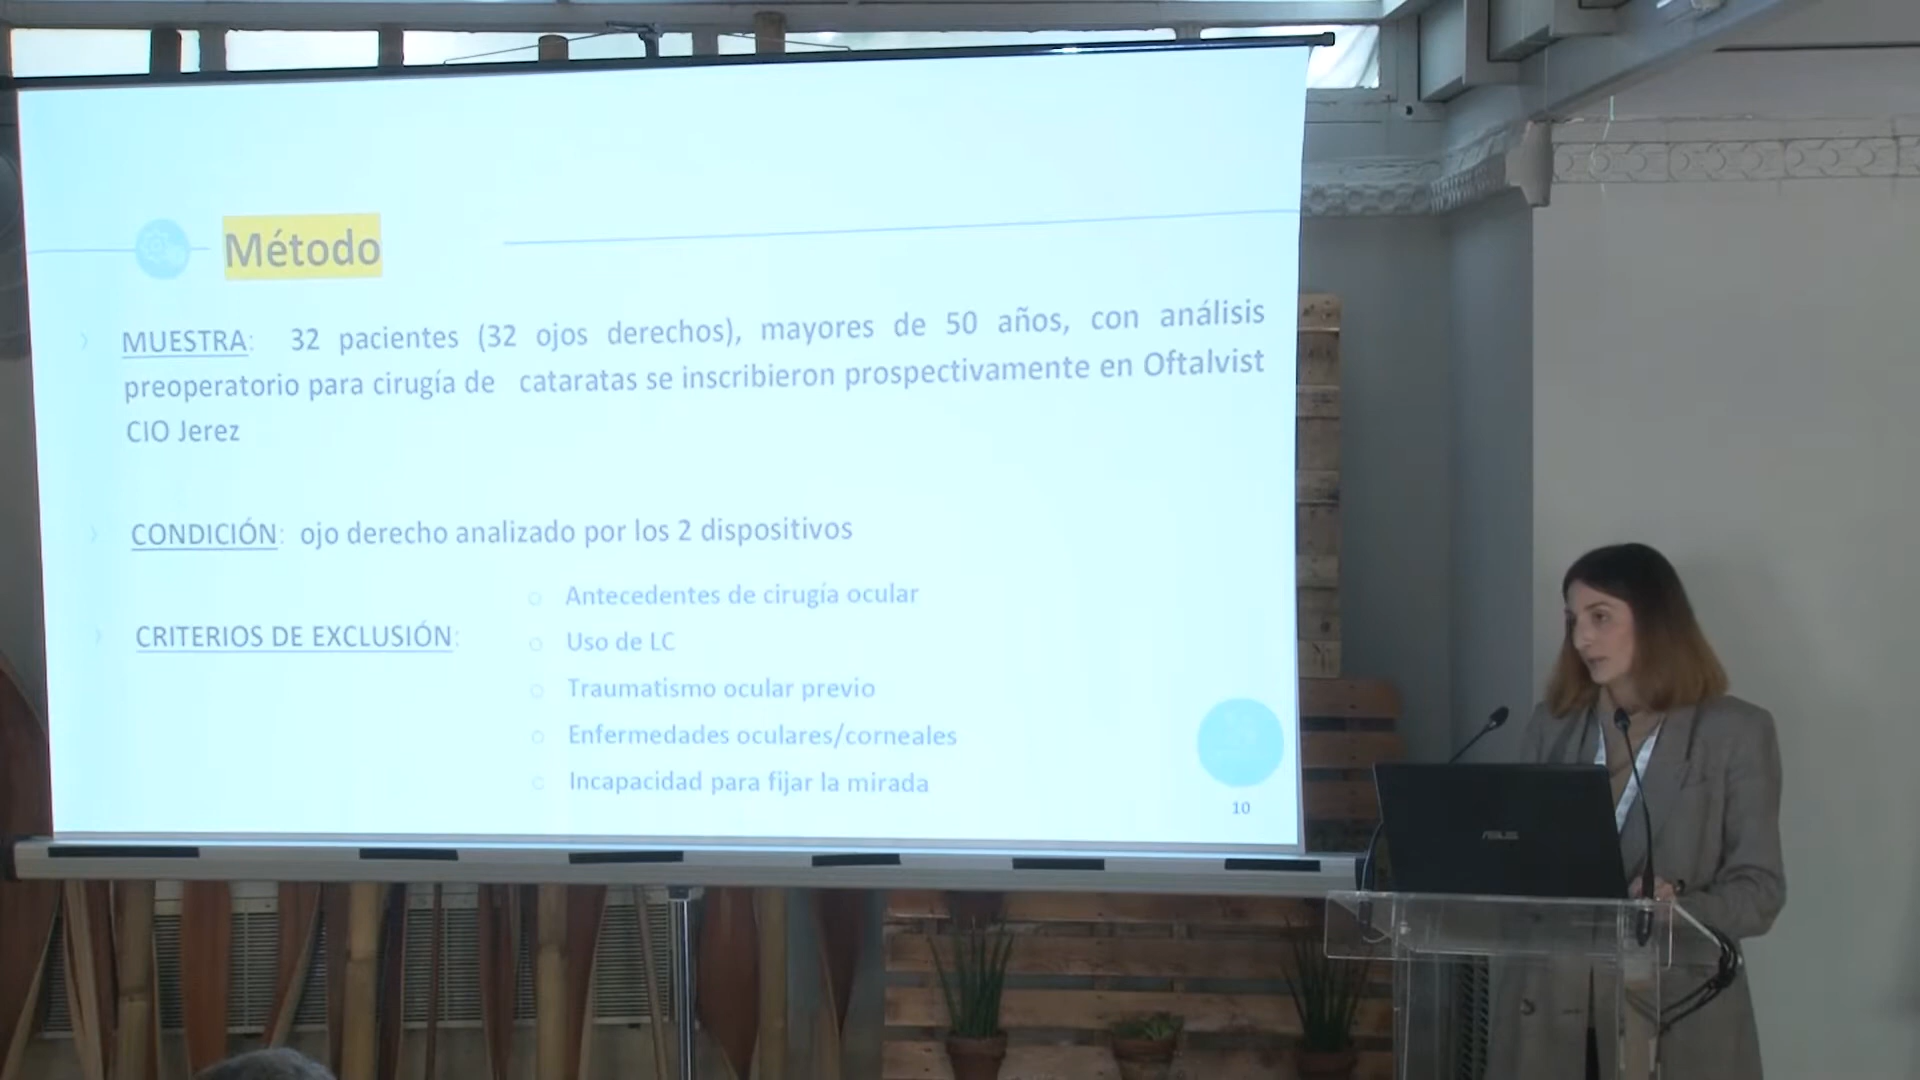 Método
MUESTRA: 32 pacientes (32 ojos derechos), mayores de 50 años, con análisis
preoperatorio para cirugía de cataratas se inscribieron prospectivamente en Oftalvist
CIO Jerez
CONDICIÓN: ojo derecho analizado por los 2 dispositivos
CRITERIOS DE EXCLUSIÓN:
Antecedentes de cirugía ocular
Uso de LC
Traumatismo ocular previo
Enfermedades oculares/corneales
Incapacidad para fijar la mirada
10
ASUS